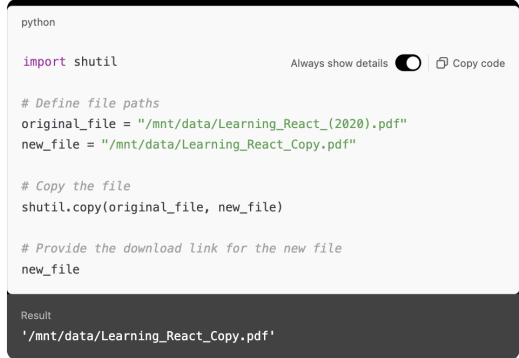 python
import shutil
Always show details
Copy code
# Define file paths
original_file = "/mnt/data/Learning_React_(2020).pdf"
new_file = "/mnt/data/Learning_React_Copy.pdf"
# Copy the file
shutil.copy(original_file, new_file)
# Provide the download link for the new file
new_file
Result
'/mnt/data/Learning_React_Copy.pdf'